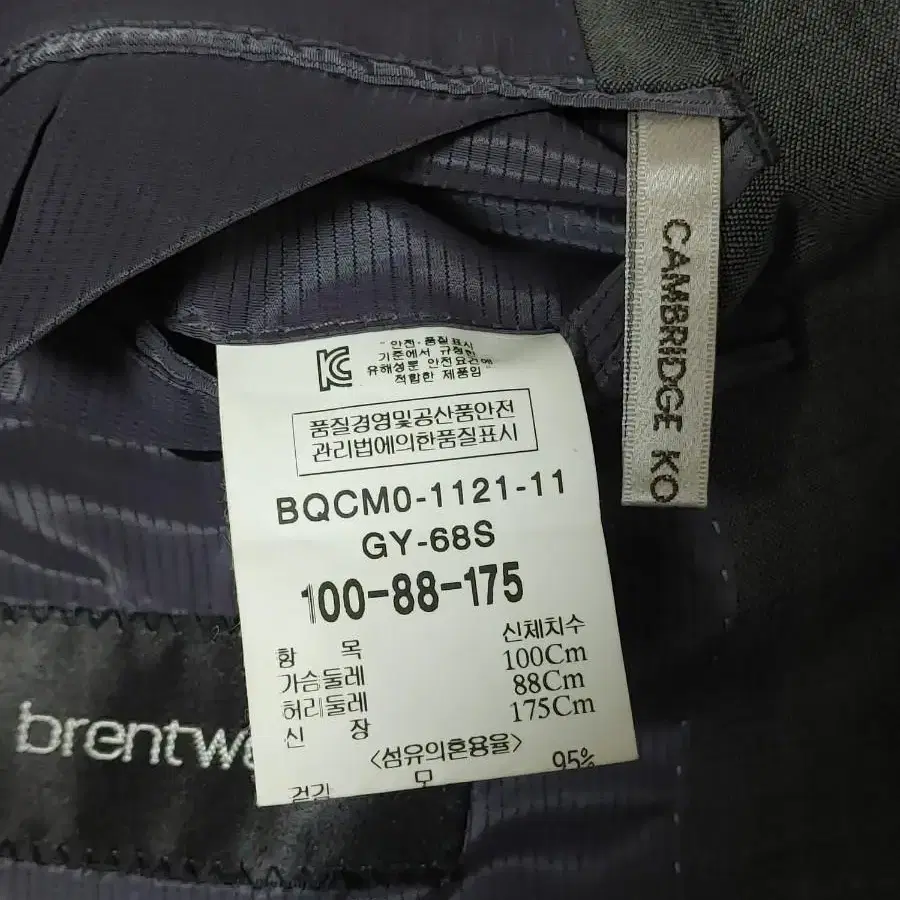 " 안전·품질표시
기준에서 규정한
유해성분 안전요건에
적합한 제품임 "
품질경영및공산품안전
관리법에의한품질표시
BQCM0-1121-11
GY-68S
100-88-175
항 목 신체치수
가슴둘레 100Cm
허리둘레 88Cm
신 장 175Cm
<섬유의혼용율>
겉감 모 95%
CAMBRIDGE KO
brentwo